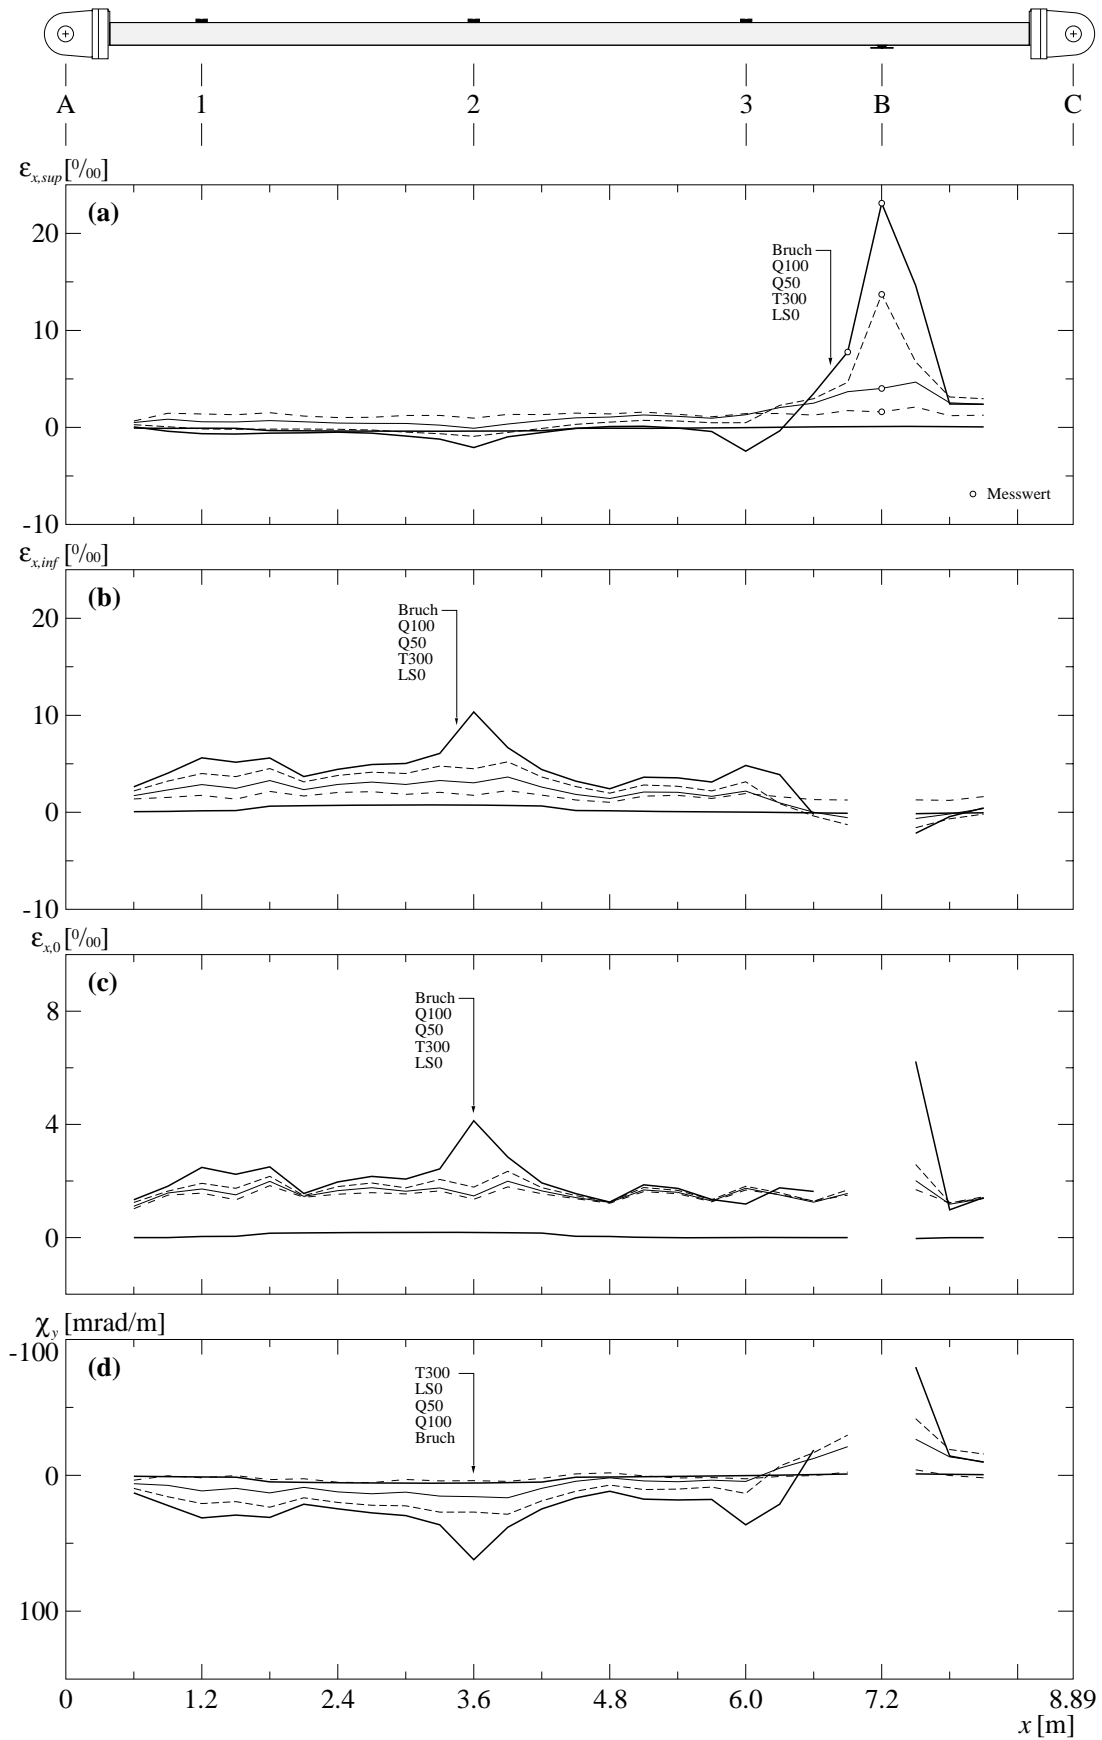 A 1 2 3 B C
εx,sup [0/00]
(a)
20
10
0
-10
Bruch
Q100
Q50
T300
LS0
Messwert
εx,inf [0/00]
(b)
20
10
0
-10
Bruch
Q100
Q50
T300
LS0
εx,0 [0/00]
(c)
8
4
0
Bruch
Q100
Q50
T300
LS0
χy [mrad/m]
(d)
-100
0
100
T300
LS0
Q50
Q100
Bruch
0 1.2 2.4 3.6 4.8 6.0 7.2 8.89
x [m]